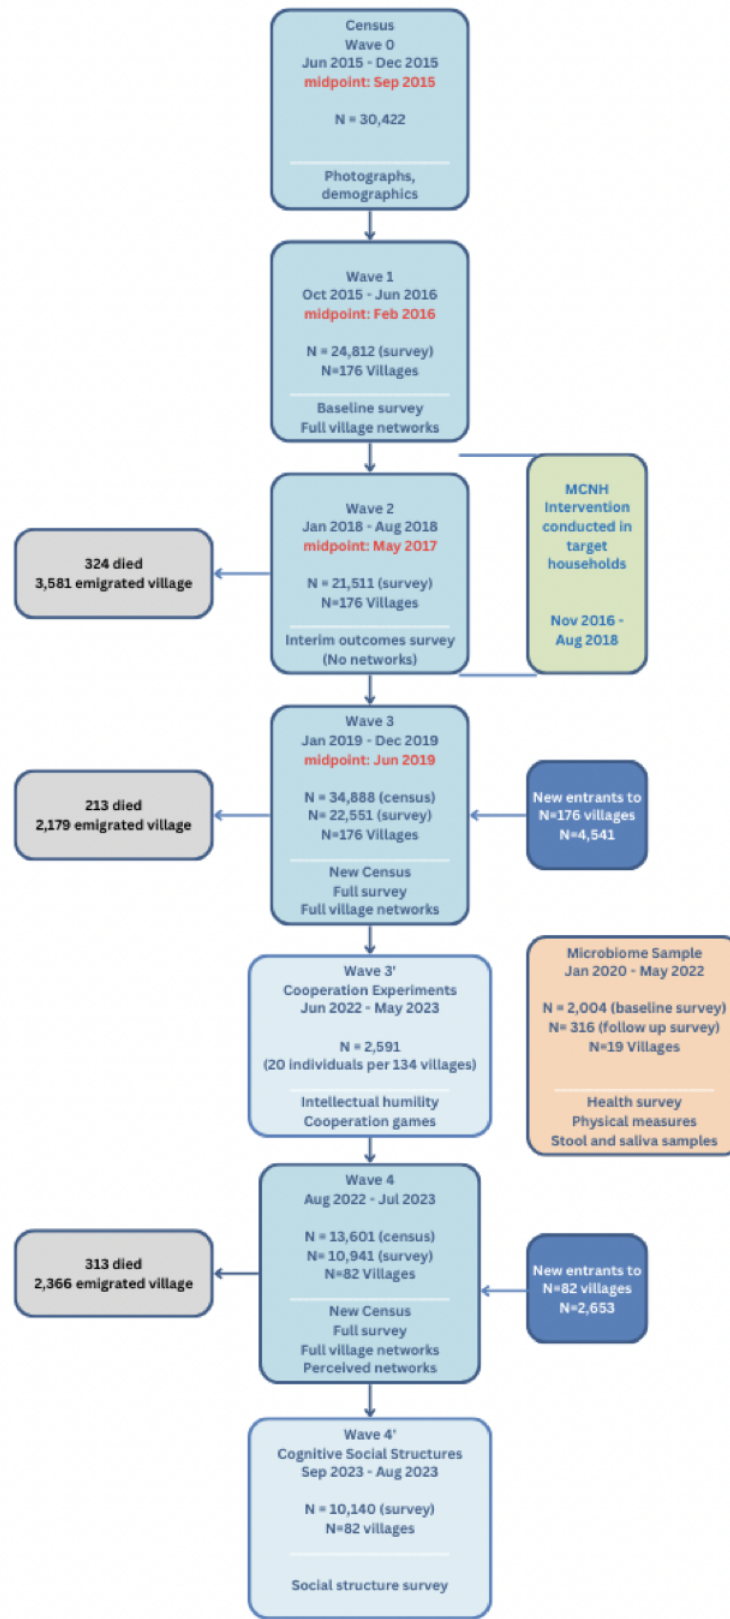 Census
Wave 0
Jun 2015 - Dec 2015
midpoint: Sep 2015
N = 30,422
Photographs,
demographics
Wave 1
Oct 2015 - Jun 2016
midpoint: Feb 2016
N = 24,812 (survey)
N=176 Villages
Baseline survey
Full village networks
MCNH
Intervention
conducted in
target
households
Nov 2016 -
Aug 2018
Wave 2
Jan 2018 - Aug 2018
midpoint: May 2017
N = 21,511 (survey)
N=176 Villages
Interim outcomes survey
(No networks)
324 died
3,581 emigrated village
Wave 3
Jan 2019 - Dec 2019
midpoint: Jun 2019
N = 34,888 (census)
N = 22,551 (survey)
N=176 Villages
New Census
Full survey
Full village networks
213 died
2,179 emigrated village
New entrants to
N=176 villages
N=4,541
Wave 3'
Cooperation Experiments
Jun 2022 - May 2023
N = 2,591
(20 individuals per 134 villages)
Intellectual humility
Cooperation games
Microbiome Sample
Jan 2020 - May 2022
N = 2,004 (baseline survey)
N= 316 (follow up survey)
N=19 Villages
Health survey
Physical measures
Stool and saliva samples
Wave 4
Aug 2022 - Jul 2023
N = 13,601 (census)
N= 10,941 (survey)
N=82 Villages
New Census
Full survey
Full village networks
Perceived networks
313 died
2,366 emigrated village
New entrants to
N=82 villages
N=2,653
Wave 4'
Cognitive Social Structures
Sep 2023 - Aug 2023
N = 10,140 (survey)
N=82 villages
Social structure survey